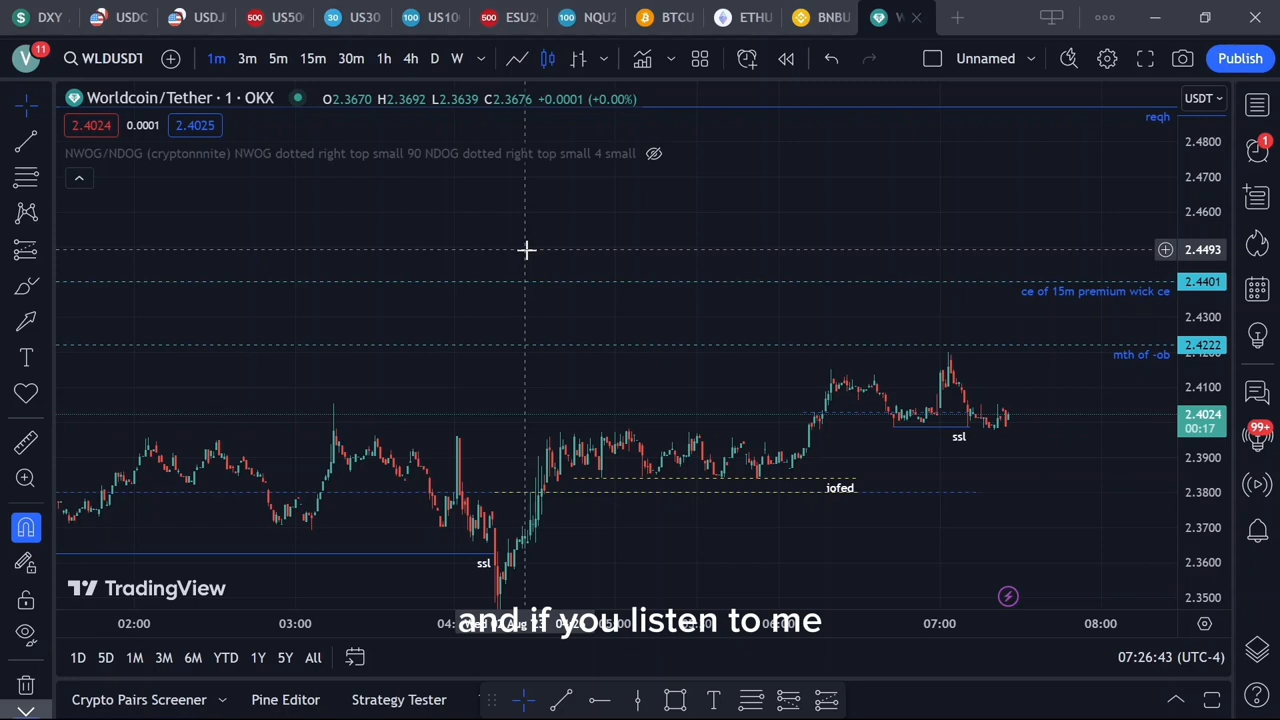 DXY USDC USDJ US50 US30 US10 ESU2 NQU2 BTCU ETHU BNBU W
V 11 WLDUSDT 1m 3m 5m 15m 30m 1h 4h D W Unnamed Publish
Worldcoin/Tether · 1 · OKX O2.3670 H2.3692 L2.3639 C2.3676 +0.0001 (+0.00%) USDT
reqh
2.4024 0.0001 2.4025
2.4800
NWOG/NDOG (cryptonnnite) NWOG dotted right top small 90 NDOG dotted right top small 4 small
1
2.4700
2.4600
2.4493
2.4401
ce of 15m premium wick ce
2.4300
2.4222
mth of -ob
2.4100
2.4024
00:17
ssl
99+
2.3900
iofed
2.3800
2.3700
ssl
2.3600
TradingView
2.3500
and if you listen to me
02:00 03:00 06:00 07:00 08:00
1D 5D 1M 3M 6M YTD 1Y 5Y All 07:26:43 (UTC-4)
Crypto Pairs Screener Pine Editor Strategy Tester